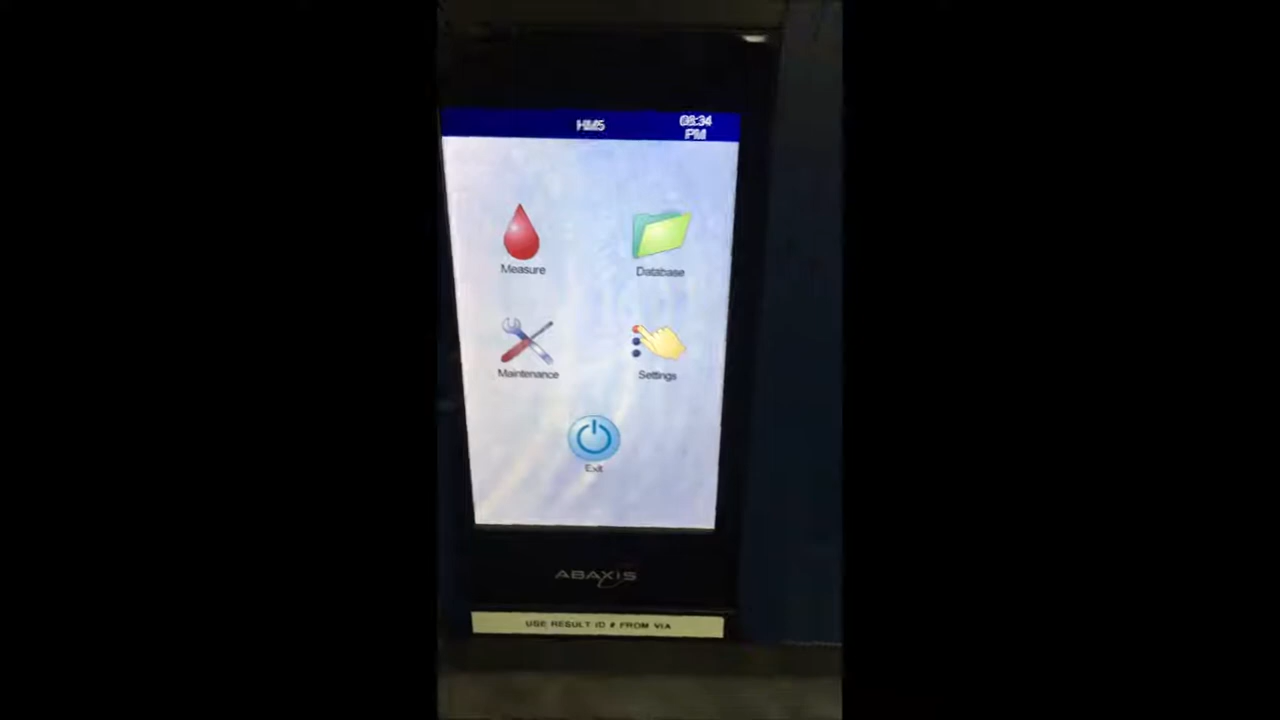 HM5
08:34
PM
Measure
Database
Maintenance
Settings
Exit
ABAXIS
USE RESULT ID # FROM VIA